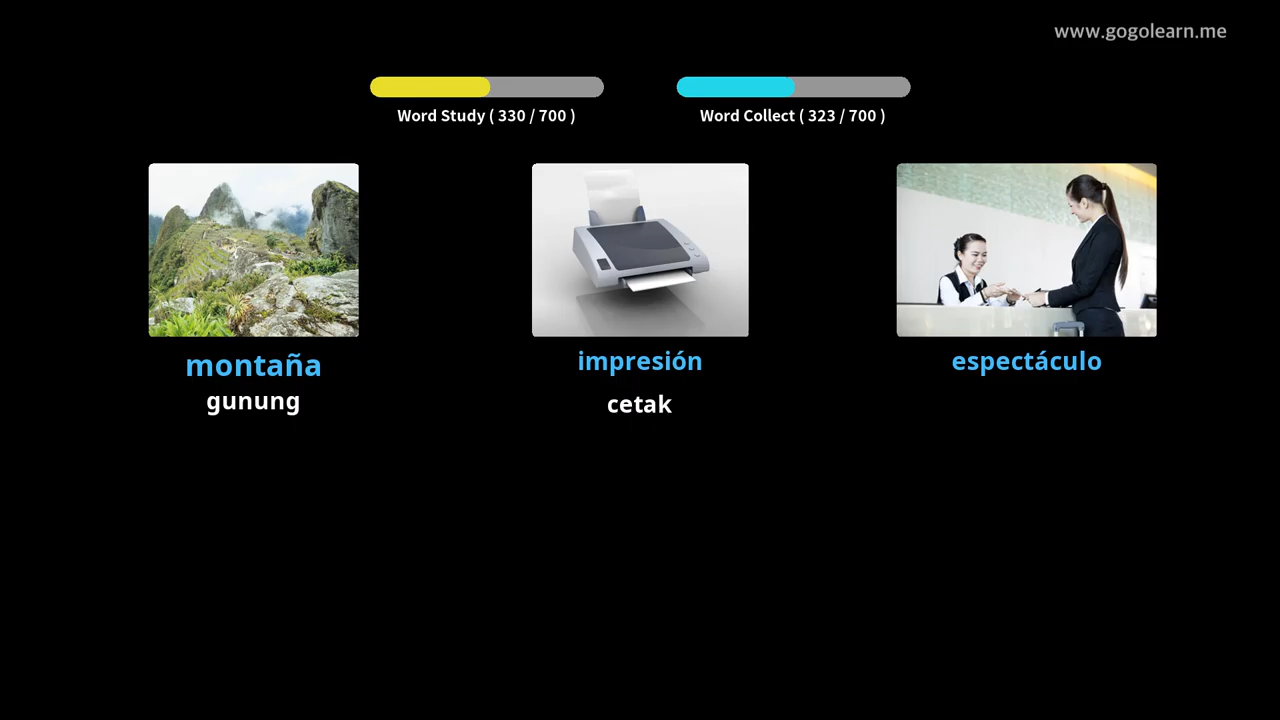 www.gogolearn.me
Word Study ( 330 / 700 )
Word Collect ( 323 / 700 )
montaña
gunung
impresión
cetak
espectáculo